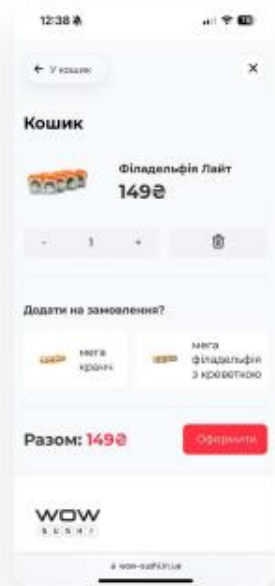 12:38
← У кошик
×
Кошик
Філадельфія Лайт
149₴
- 1 +
Додати на замовлення?
мега
кранч
мега
філадельфія
з креветкою
Разом: 149₴
Оформити
WOW
SUSHI
wow-sushi.in.ua